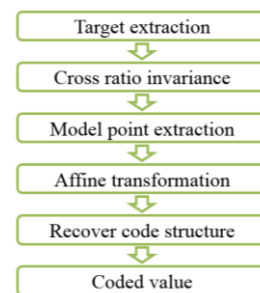 Target extraction
Cross ratio invariance
Model point extraction
Affine transformation
Recover code structure
Coded value